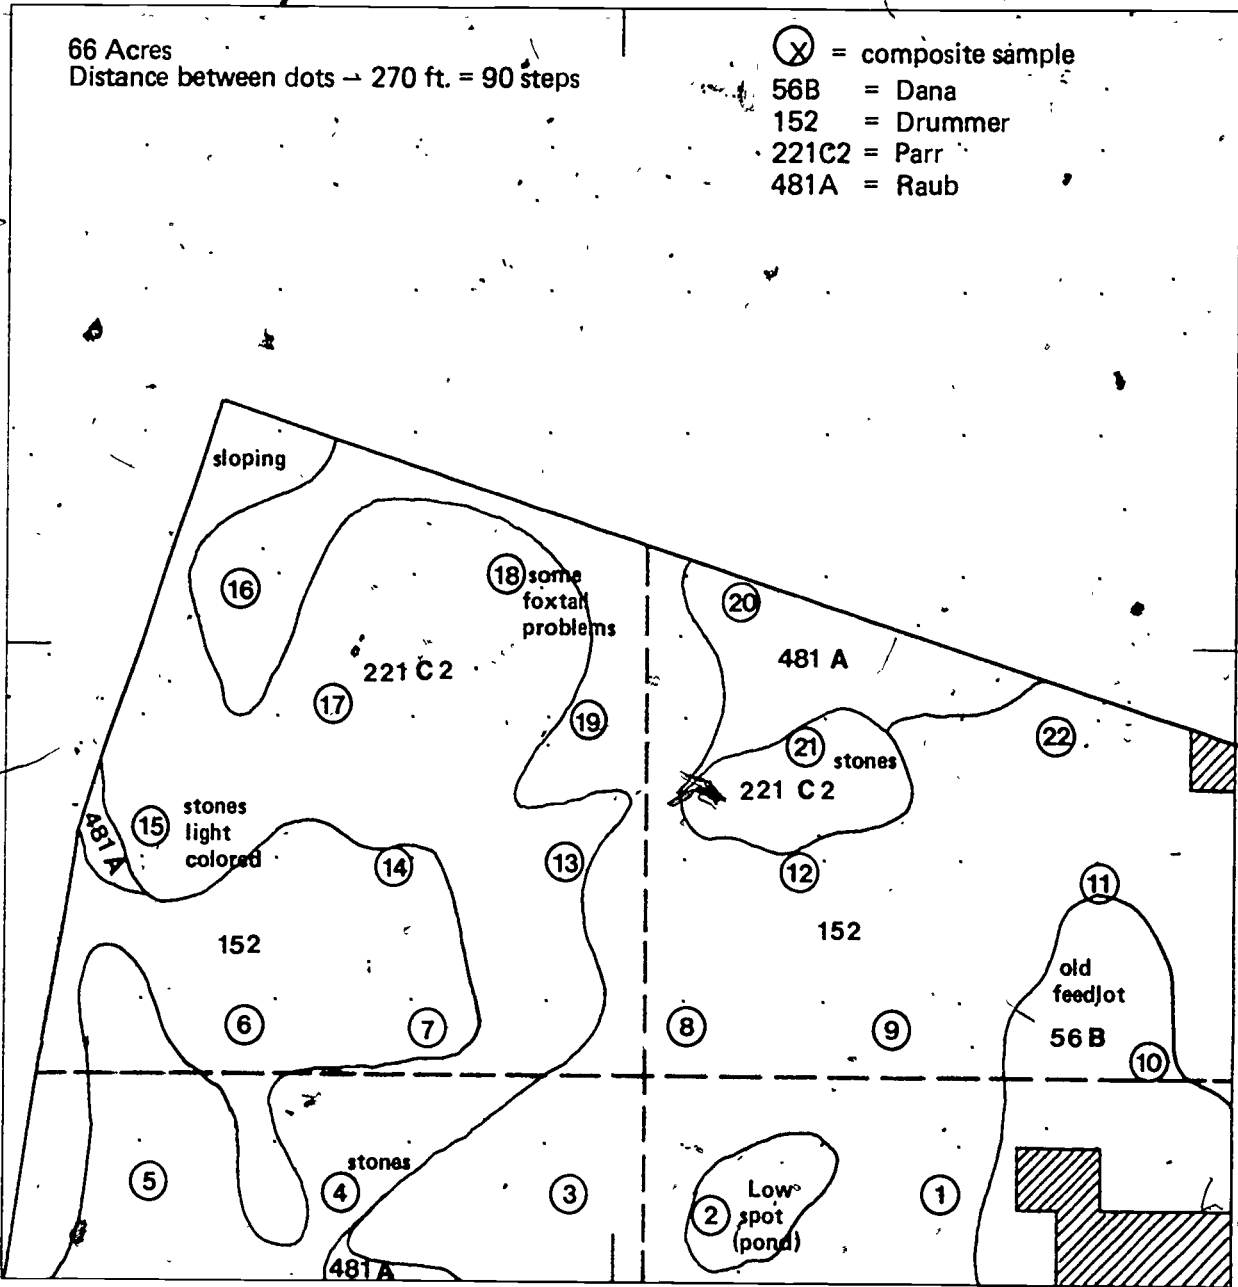 66 Acres
Distance between dots – 270 ft. = 90 steps
X = composite sample
56B = Dana
152 = Drummer
221C2 = Parr
481A = Raub
sloping
16
18 some
foxtail
problems
20
481 A
221 C 2
17
19
21
stones
22
221 C 2
15
stones
light
colored
481 A
14
13
12
11
152
152
old
feedlot
56 B
6
7
8
9
10
stones
5
4
3
2
Low
spot
(pond)
1
481 A